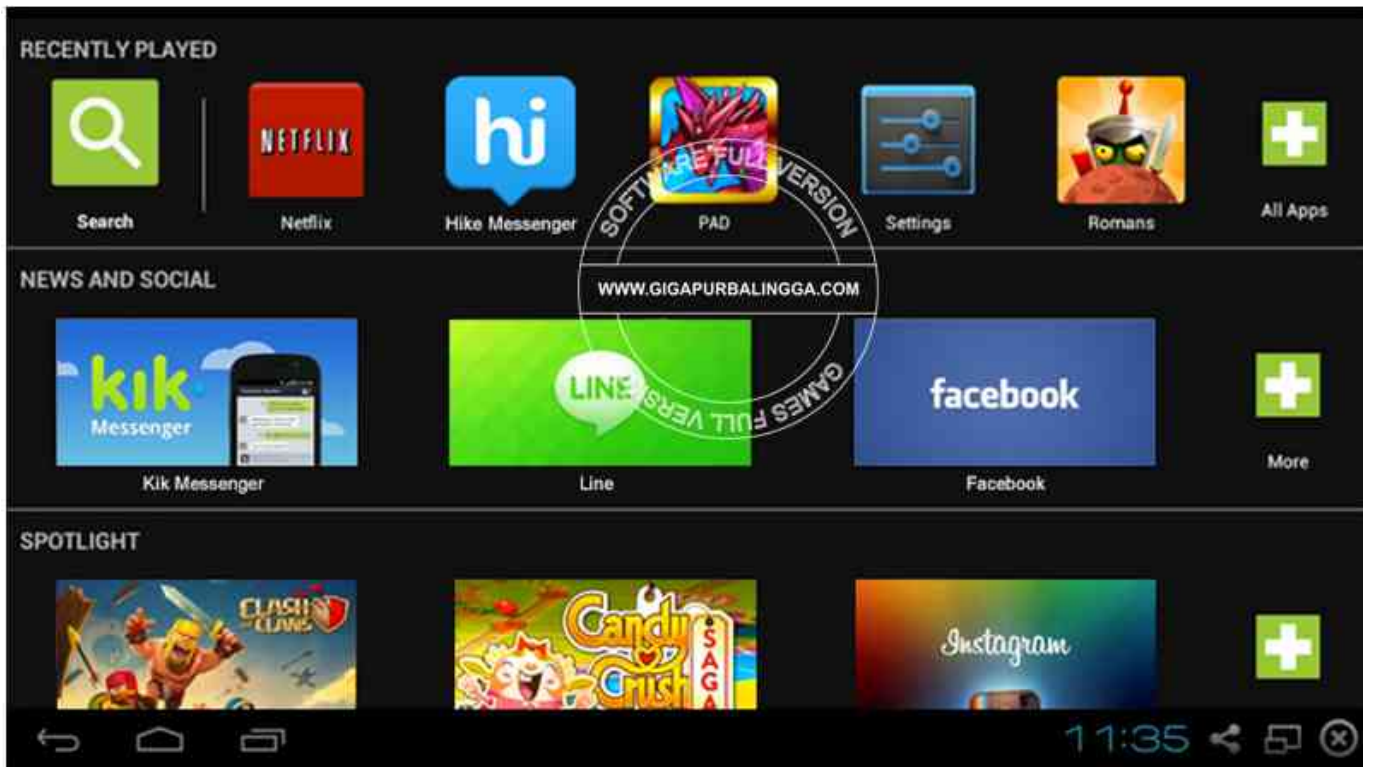 RECENTLY PLAYED
NETFLIX
hi
Search
Netflix
Hike Messenger
PAD
Settings
Romans
All Apps
SOFTWARE FULL VERSION
WWW.GIGAPURBALINGGA.COM
GAMES FULL VERSI
NEWS AND SOCIAL
kik
Messenger
LINE
facebook
Kik Messenger
Line
Facebook
More
SPOTLIGHT
CLASH OF CLANS
Candy
Crush
SAGA
Instagram
11:35